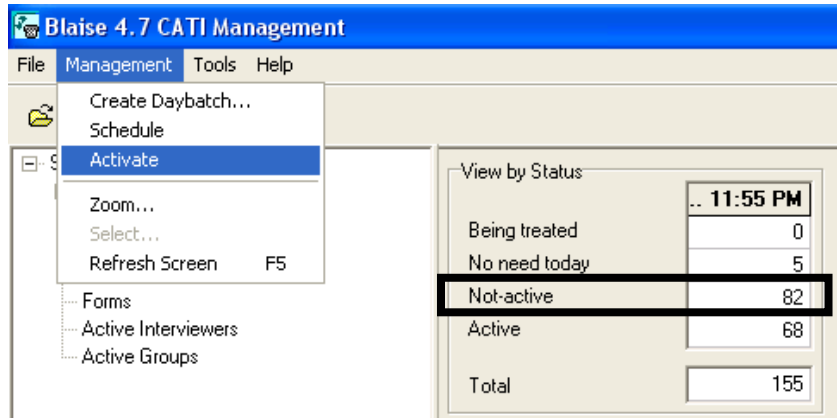 Blaise 4.7 CATI Management
File Management Tools Help
Create Daybatch...
Schedule
Activate
Zoom...
Select...
Refresh Screen F5
Forms
Active Interviewers
Active Groups
View by Status
.. 11:55 PM
Being treated 0
No need today 5
Not-active 82
Active 68
Total 155